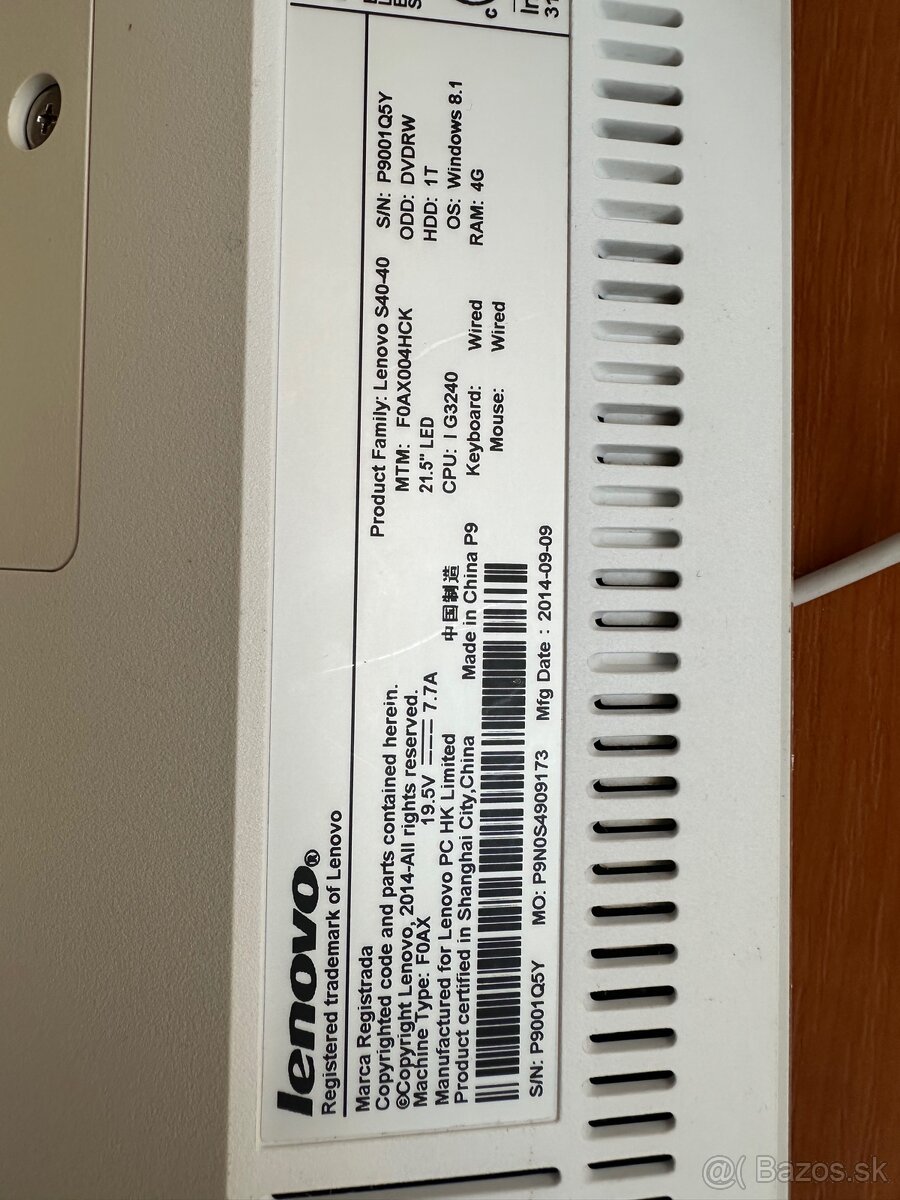 lenovo®
Registered trademark of Lenovo
Marca Registrada
Copyrighted code and parts contained herein.
©Copyright Lenovo, 2014-All rights reserved.
Machine Type: F0AX 19.5V 7.7A
Manufactured for Lenovo PC HK Limited 中国制造
Product certified in Shanghai City,China Made in China P9
S/N: P9001Q5Y MO: P9N0S4909173 Mfg Date : 2014-09-09
Product Family: Lenovo S40-40
MTM: F0AX004HCK
21.5" LED
CPU: I G3240
Keyboard: Wired
Mouse: Wired
S/N: P9001Q5Y
ODD: DVDRW
HDD: 1T
OS: Windows 8.1
RAM: 4G
@( Bazos.sk